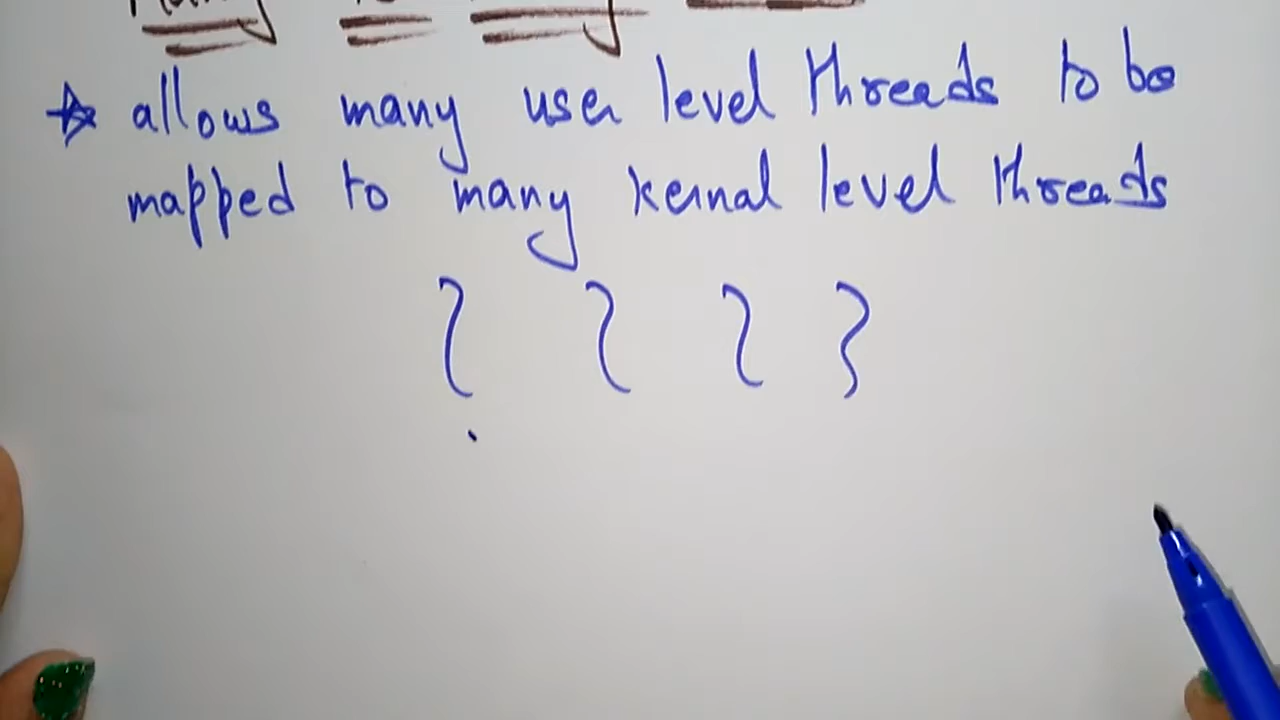 allows many user level threads to be
mapped to many kernal level threads